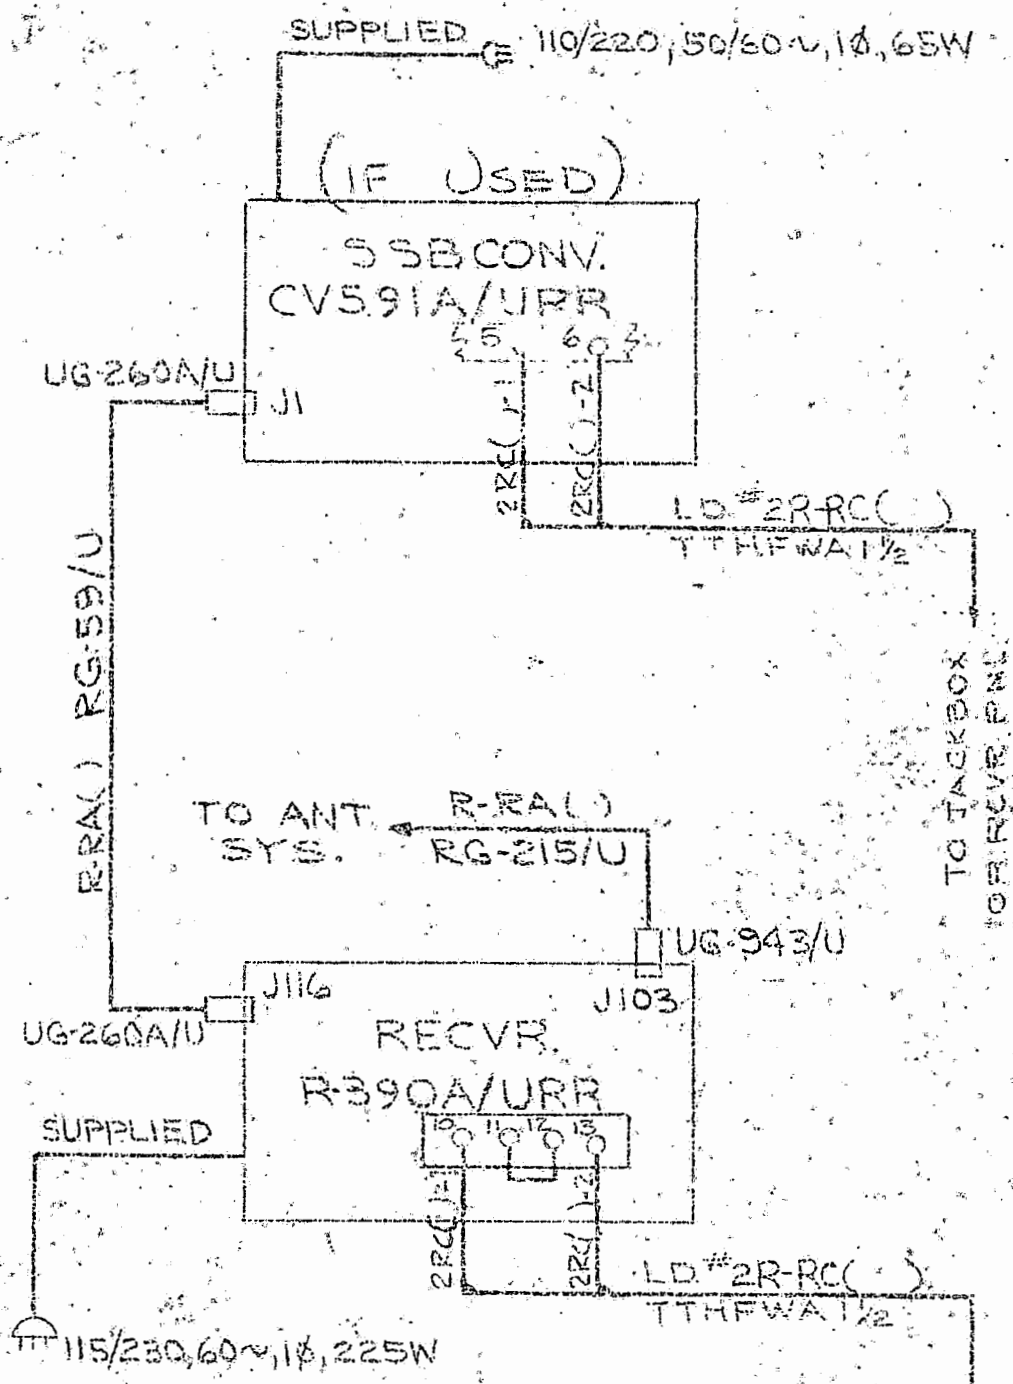 SUPPLIED
110/220, 50/60~, 1Ø, 65W
(IF USED)
SSB CONV.
CV591A/URR
5 6
UG-260A/U
J1
2RC( )-1
2RC( )-2
LD. #2R-RC( )
TTHFWA 1½
R-RA( ) RG-59/U
TO JACKBOX
OR RCVR PNL
TO ANT.
SYS.
R-RA( )
RG-215/U
UG-943/U
J116
J103
UG-260A/U
RECVR.
R-390A/URR
10 11 12 13
SUPPLIED
2RC( )-1
2RC( )-2
LD. #2R-RC( )
TTHFWA 1½
115/230, 60~, 1Ø, 225W